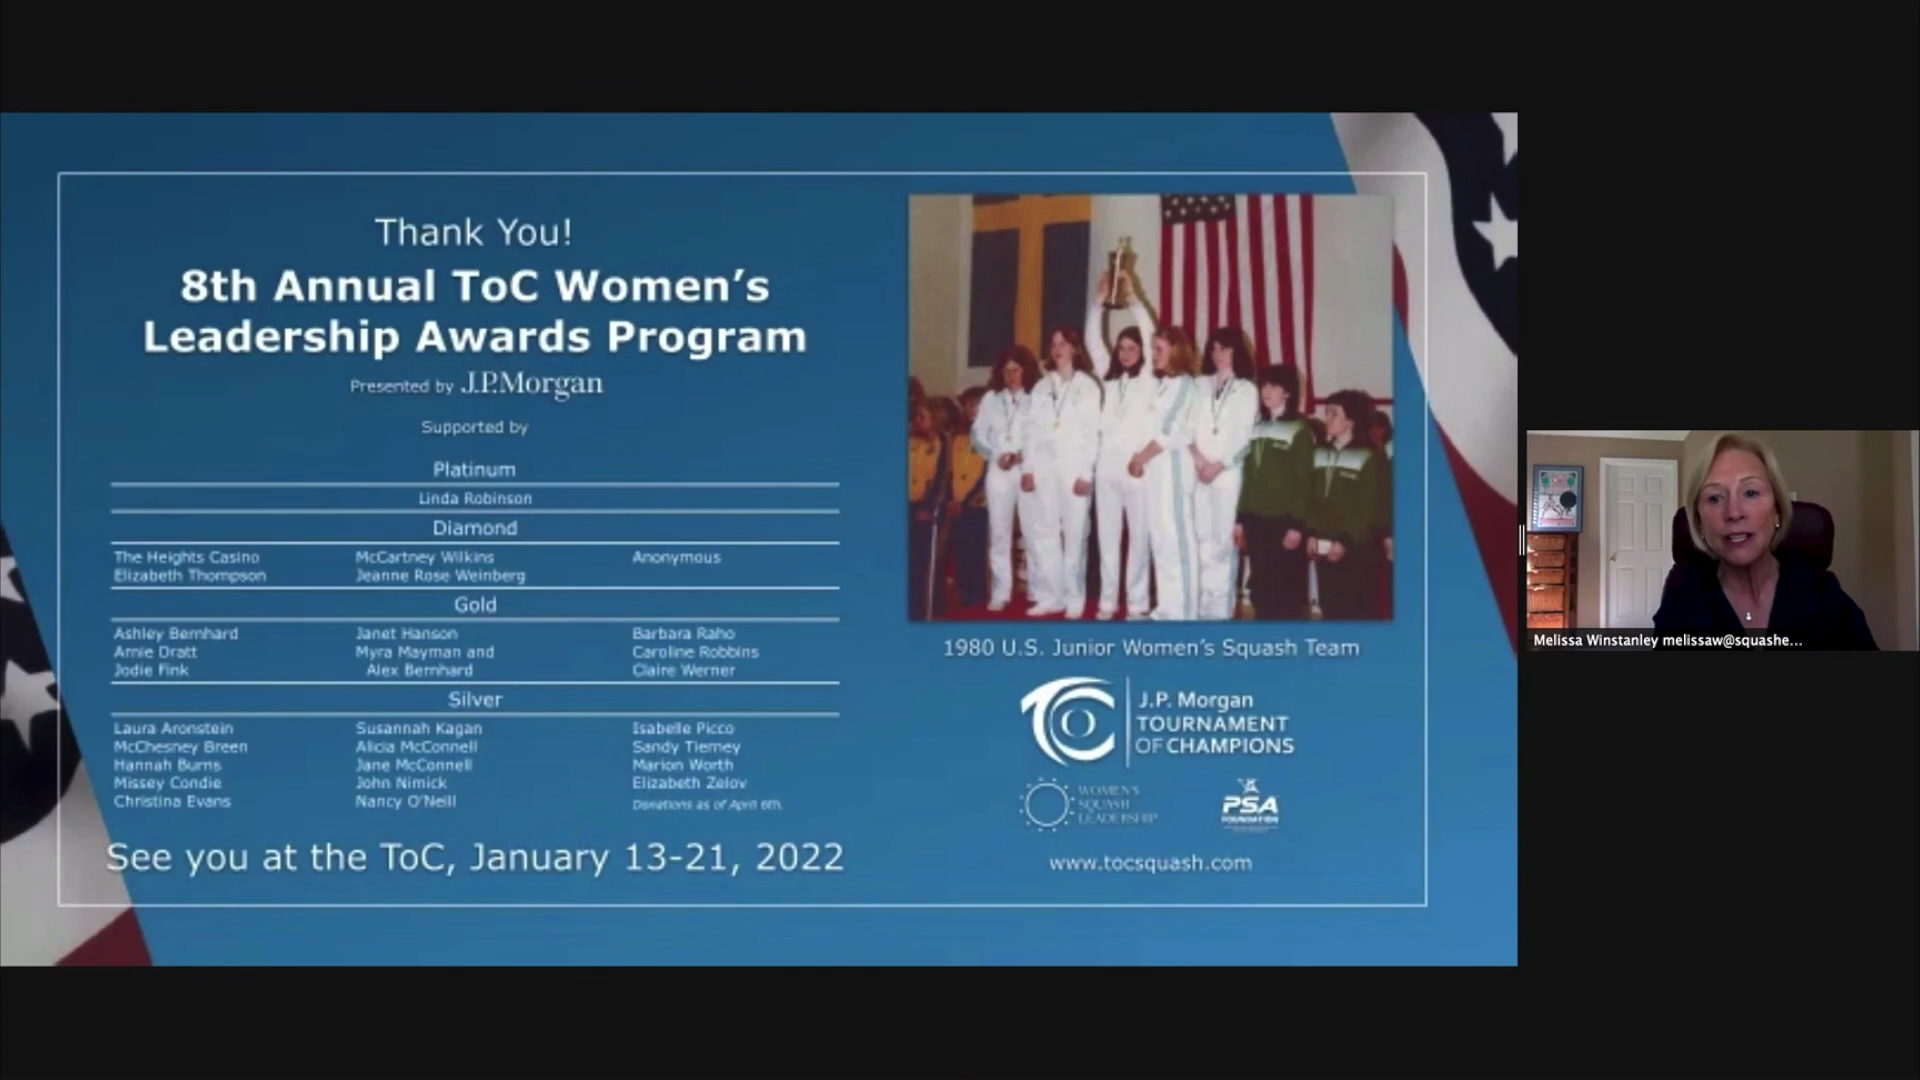 Thank You!
8th Annual ToC Women's
Leadership Awards Program
Presented by J.P.Morgan
Supported by
Platinum
Linda Robinson
Diamond
The Heights Casino McCartney Wilkins Anonymous
Elizabeth Thompson Jeanne Rose Weinberg
Gold
Ashley Bernhard Janet Hanson Barbara Raho
Amie Dratt Myra Mayman and Caroline Robbins
Jodie Fink Alex Bernhard Claire Werner
Silver
Laura Aronstein Susannah Kagan Isabelle Picco
McChesney Breen Alicia McConnell Sandy Tierney
Hannah Burns Jane McConnell Marion Worth
Missey Condie John Nimick Elizabeth Zelov
Christina Evans Nancy O'Neill Donations as of April 6th.
See you at the ToC, January 13-21, 2022
1980 U.S. Junior Women's Squash Team
J.P. Morgan
TOURNAMENT
OF CHAMPIONS
WOMEN'S
SQUASH
LEADERSHIP
PSA
FOUNDATION
www.tocsquash.com
Melissa Winstanley melissaw@squashe...